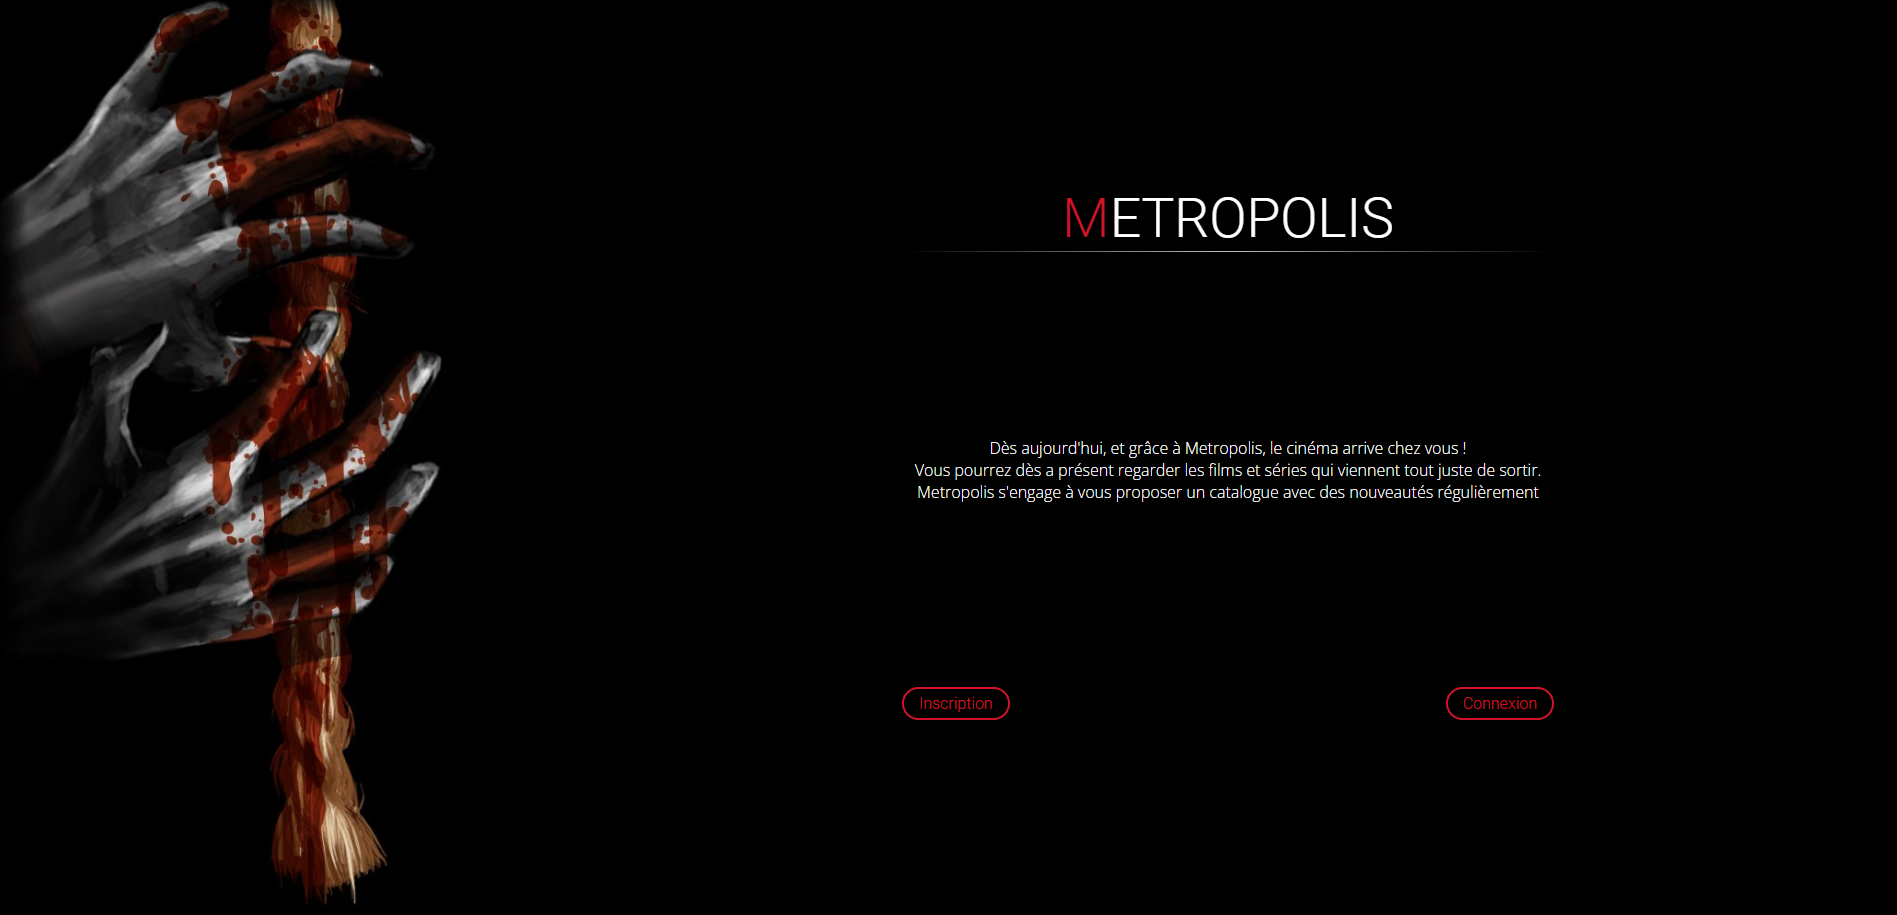 METROPOLIS
Dès aujourd'hui, et grâce à Metropolis, le cinéma arrive chez vous !
Vous pourrez dès a présent regarder les films et séries qui viennent tout juste de sortir.
Metropolis s'engage à vous proposer un catalogue avec des nouveautés régulièrement
Inscription
Connexion